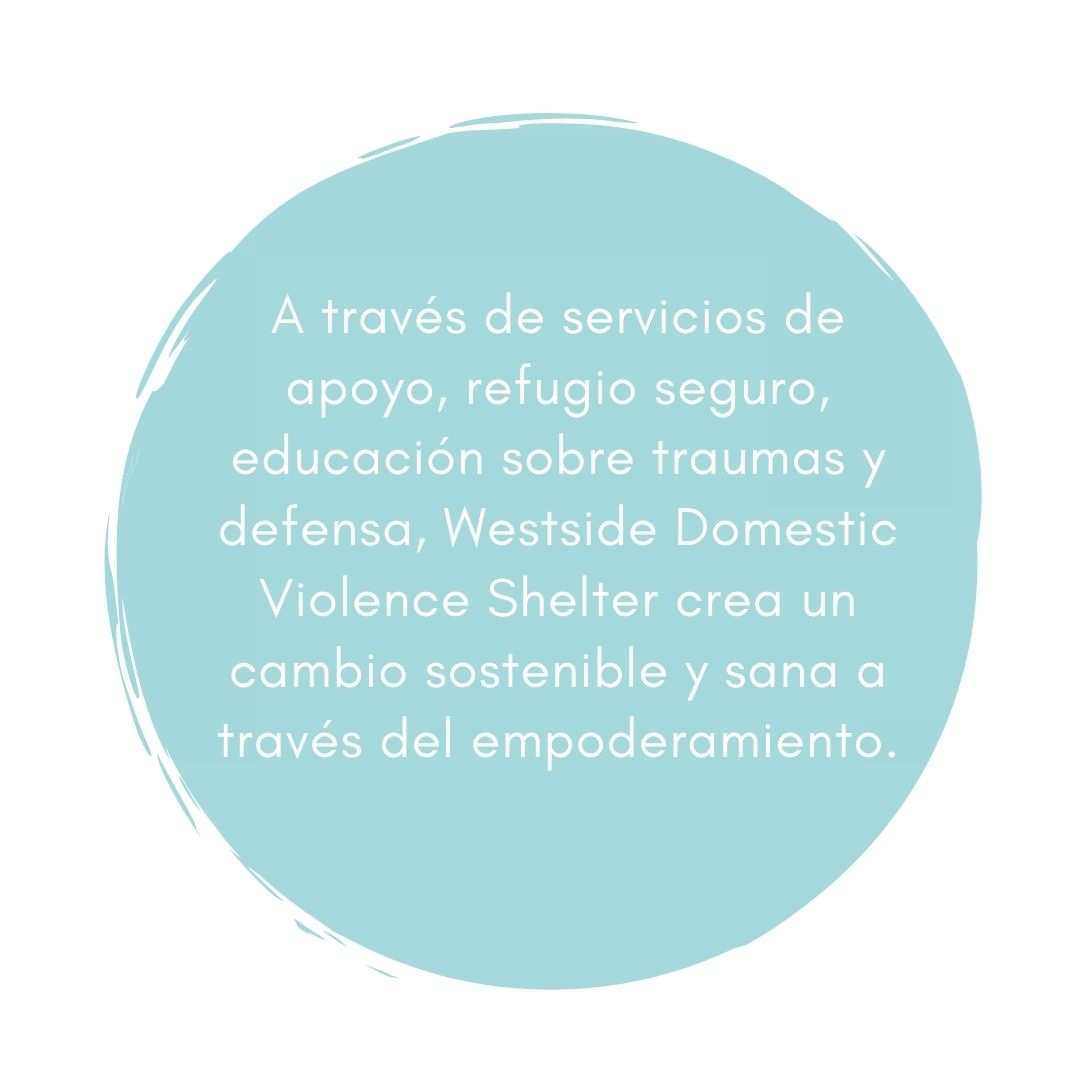 A través de servicios de
apoyo, refugio seguro,
educación sobre traumas y
defensa, Westside Domestic
Violence Shelter crea un
cambio sostenible y sana a
través del empoderamiento.